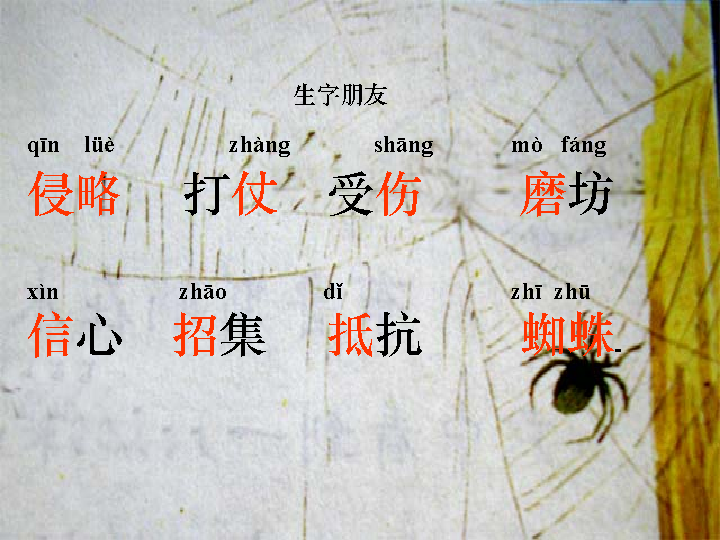 生字朋友
qīn lüè zhàng shāng mò fáng
侵略 打仗 受伤 磨坊
xìn zhāo dǐ zhī zhū
信心 招集 抵抗 蜘蛛